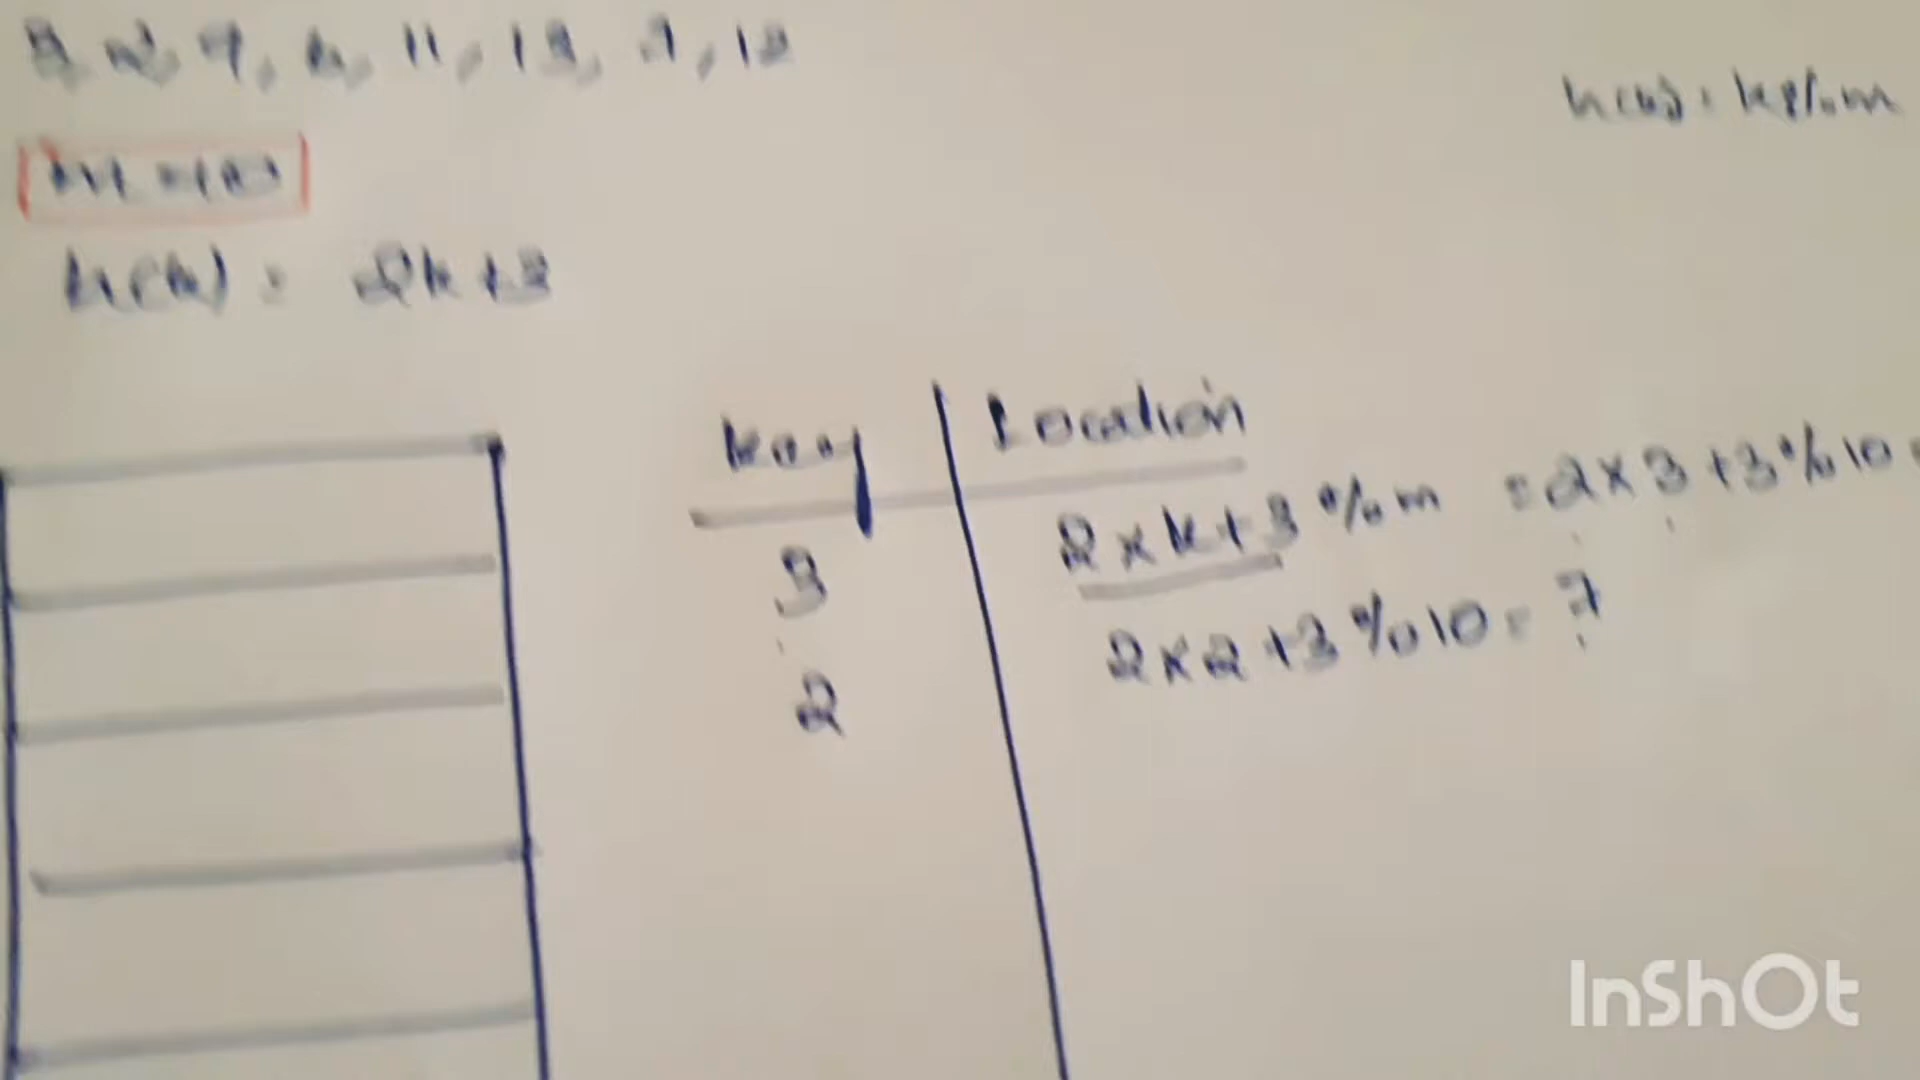 3, 2, 9, 6, 11, 13, 7, 12
m = 10
h(k) = 2k+3
h(k) = k % m
Key Location
3 2 x k + 3 % m = 2 x 3 + 3 % 10 =
2 2 x 2 + 3 % 10 = 7
InShOt